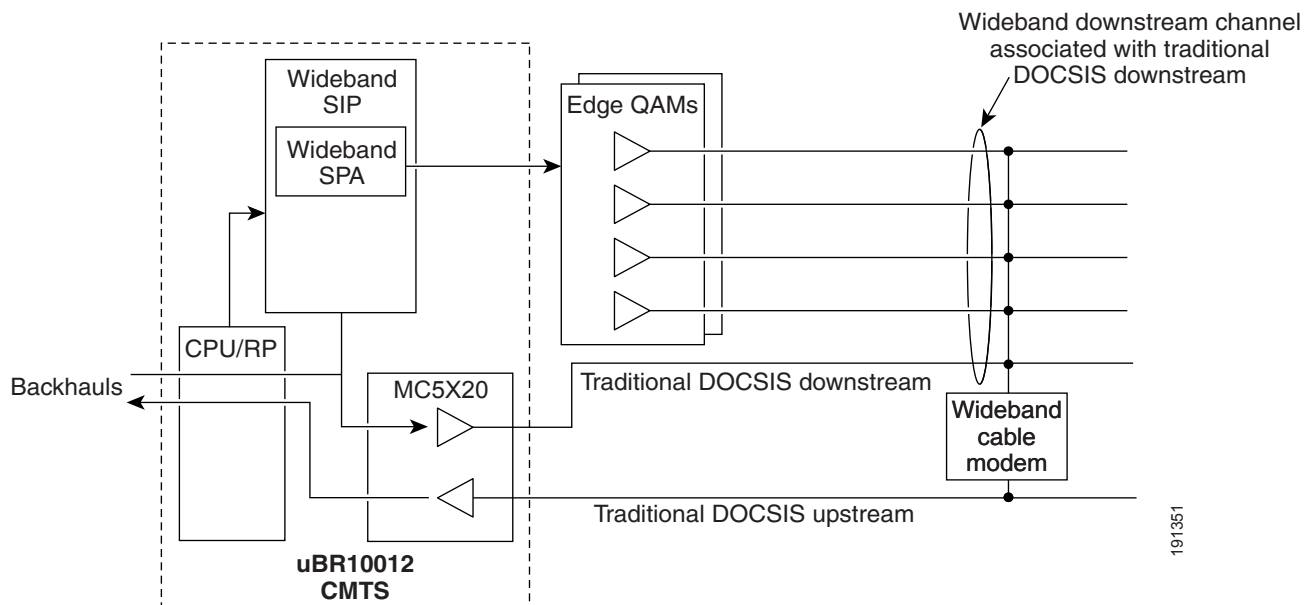 Wideband downstream channel
associated with traditional
DOCSIS downstream
Wideband
SIP
Wideband
SPA
Edge QAMs
CPU/RP
Backhauls
MC5X20
Traditional DOCSIS downstream
Wideband
cable
modem
Traditional DOCSIS upstream
uBR10012
CMTS
191351